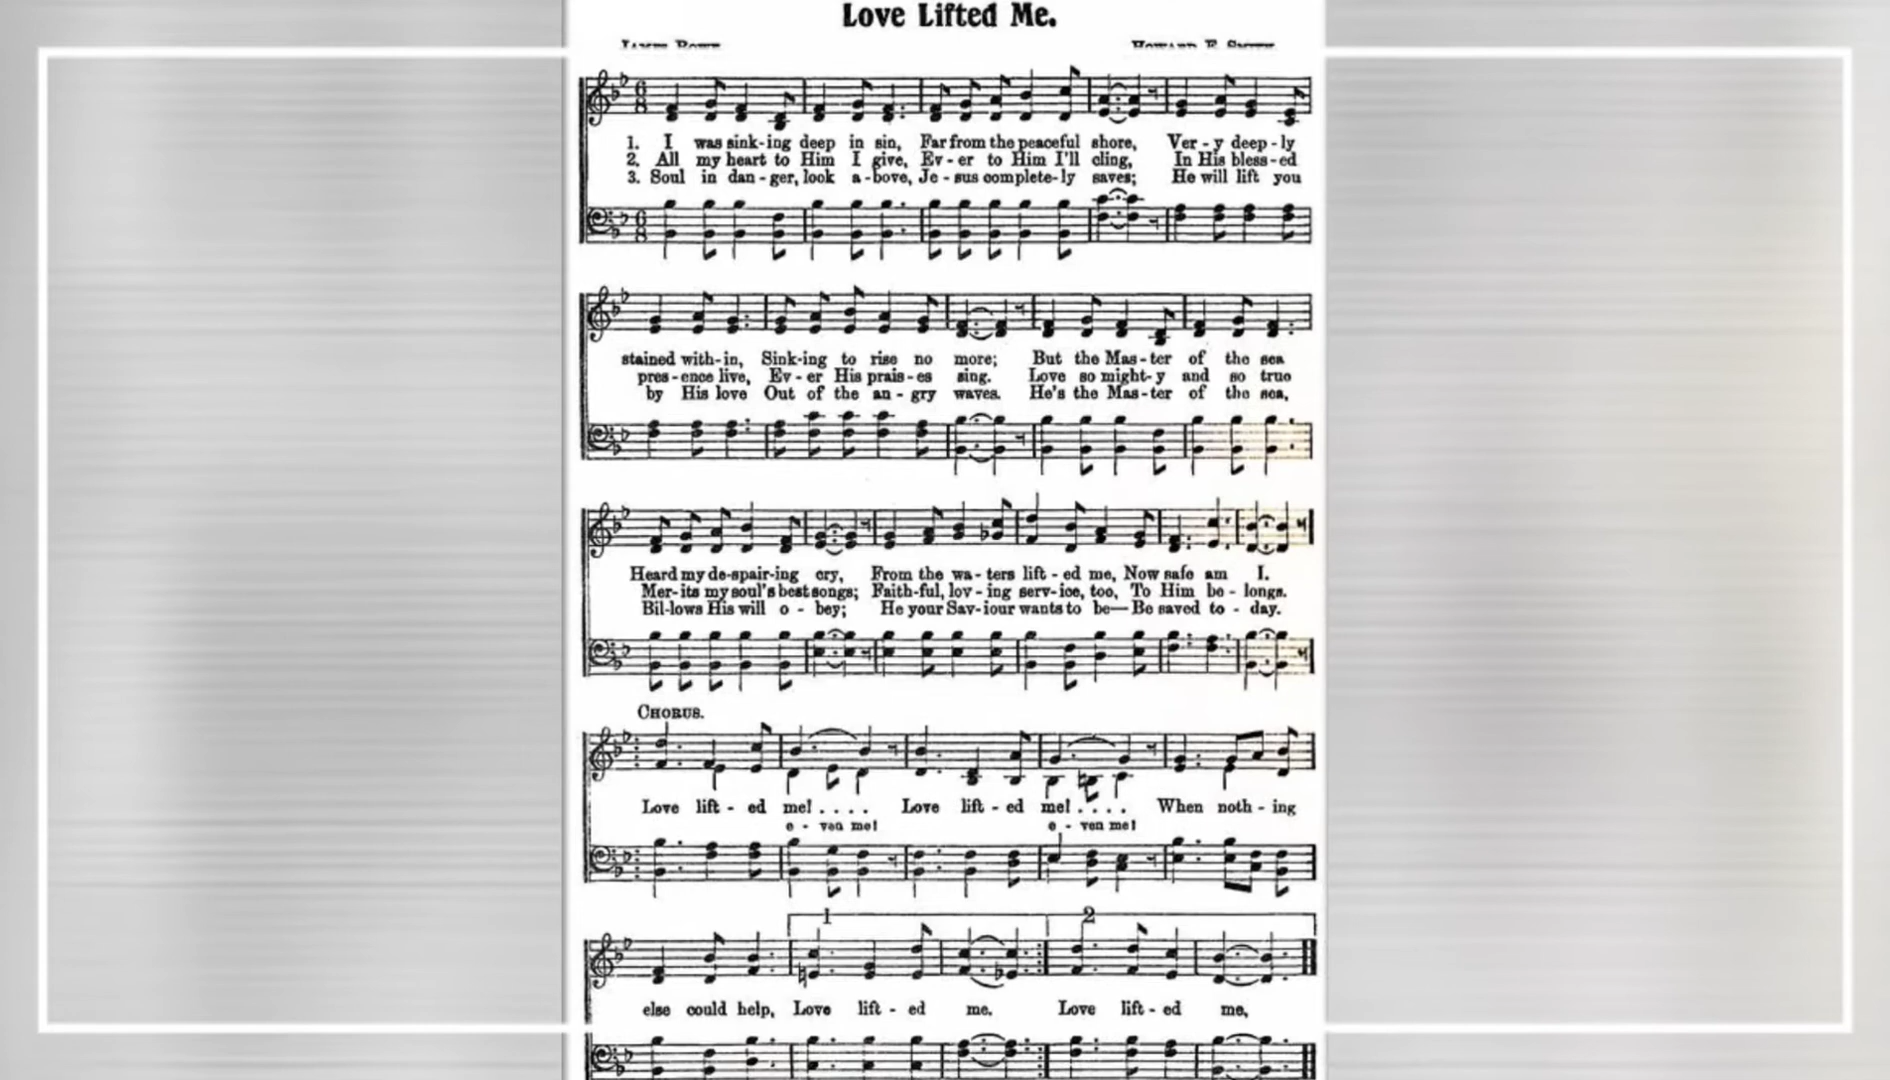 Love Lifted Me.
JAMES ROWE HOWARD E. SMITH
1. I was sink-ing deep in sin, Far from the peaceful shore, Ver-y deep-ly
2. All my heart to Him I give, Ev-er to Him I'll cling, In His bless-ed
3. Soul in dan-ger, look a-bove, Je-sus complete-ly saves; He will lift you
stained with-in, Sink-ing to rise no more; But the Mas-ter of the sea
pres-ence live, Ev-er His prais-es sing. Love so might-y and so true
by His love Out of the an-gry waves. He's the Mas-ter of the sea,
Heard my de-spair-ing cry, From the wa-ters lift-ed me, Now safe am I.
Mer-its my soul's best songs; Faith-ful, lov-ing serv-ice, too, To Him be-longs.
Bil-lows His will o-bey; He your Sav-iour wants to be—Be saved to-day.
CHORUS.
Love lift-ed me! . . . . Love lift-ed me! . . . . When noth-ing
e-ven me! e-ven me!
1 2
else could help, Love lift-ed me. Love lift-ed me,